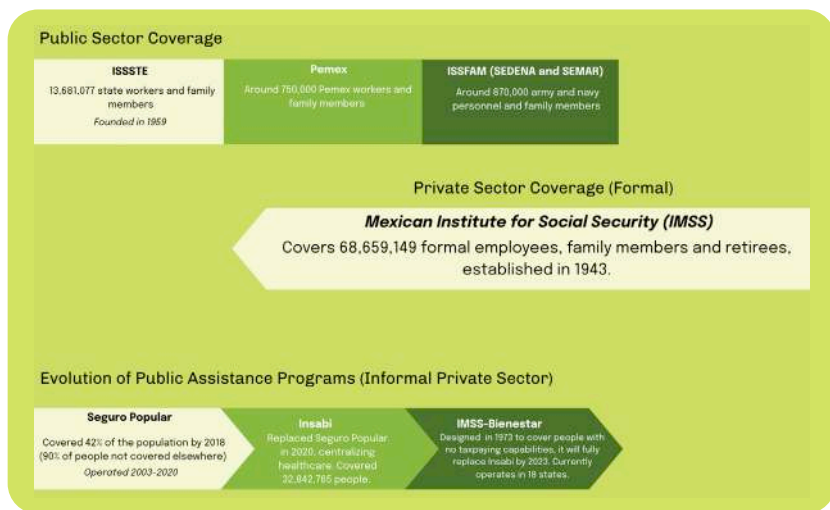 Public Sector Coverage
ISSSTE
13,681,077 state workers and family
members
Founded in 1959
Pemex
Around 750,000 Pemex workers and
family members
ISSFAM (SEDENA and SEMAR)
Around 870,000 army and navy
personnel and family members
Private Sector Coverage (Formal)
Mexican Institute for Social Security (IMSS)
Covers 68,659,149 formal employees, family members and retirees,
established in 1943.
Evolution of Public Assistance Programs (Informal Private Sector)
Seguro Popular
Covered 42% of the population by 2018
(90% of people not covered elsewhere)
Operated 2003-2020
Insabi
Replaced Seguro Popular
in 2020, centralizing
healthcare. Covered
32,842,765 people.
IMSS-Bienestar
Designed in 1973 to cover people with
no taxpaying capabilities, it will fully
replace Insabi by 2023. Currently
operates in 18 states.